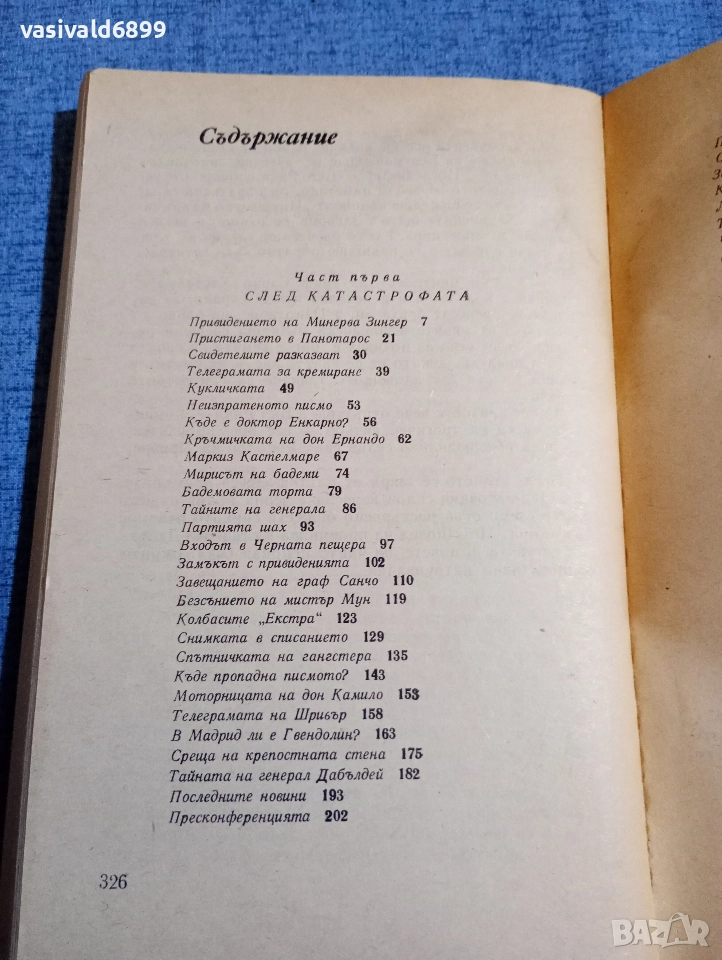 vasivald6899
Съдържание
Част първа
СЛЕД КАТАСТРОФАТА
Привидението на Минерва Зингер 7
Пристигането в Панотарос 21
Свидетелите разказват 30
Телеграмата за кремиране 39
Кукличката 49
Неизпратеното писмо 53
Къде е доктор Енкарно? 56
Кръчмичката на дон Ернандо 62
Маркиз Кастелмаре 67
Мирисът на бадеми 74
Бадемовата торта 79
Тайните на генерала 86
Партията шах 93
Входът в Черната пещера 97
Замъкът с привиденията 102
Завещанието на граф Санчо 110
Безсънието на мистър Мун 119
Колбасите „Екстра“ 123
Снимката в списанието 129
Спътничката на гангстера 135
Къде пропадна писмото? 143
Моторницата на дон Камило 153
Телеграмата на Шривър 158
В Мадрид ли е Гвендолин? 163
Среща на крепостната стена 175
Тайната на генерал Дабълдей 182
Последните новини 193
Пресконференцията 202
326
BAZAR